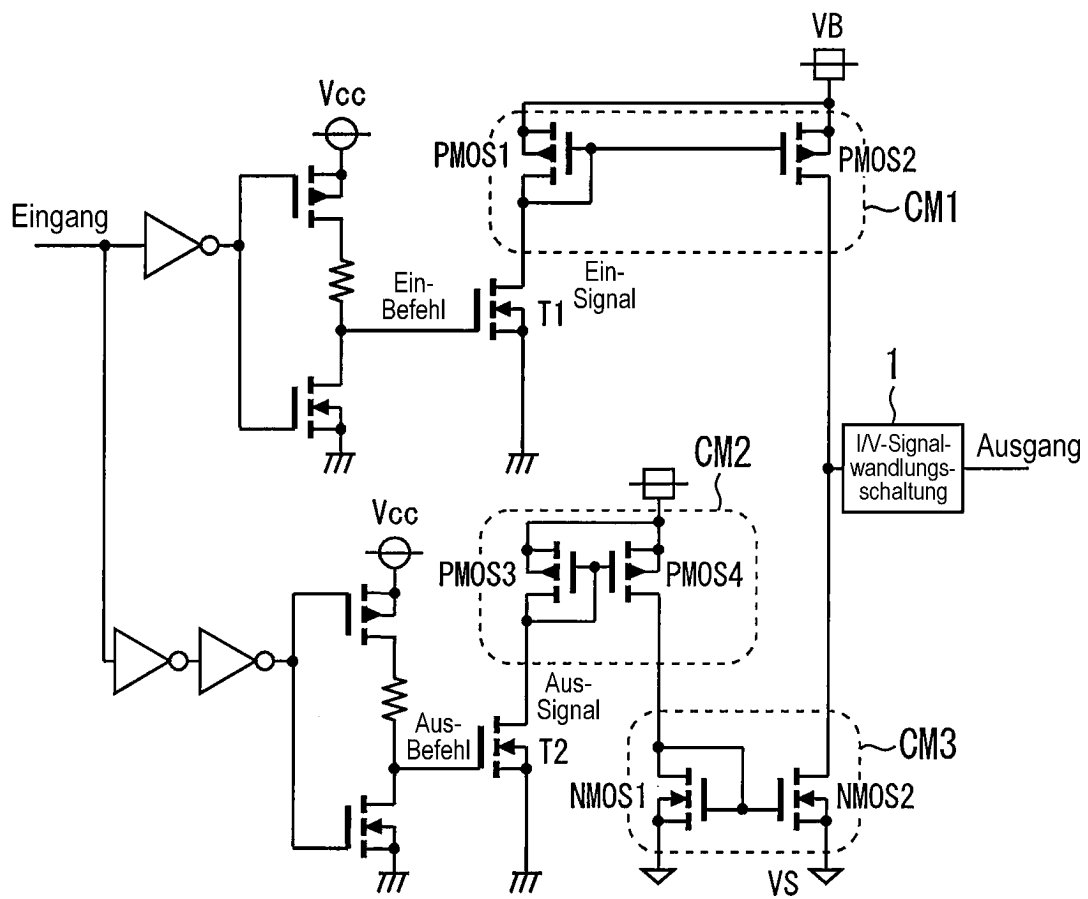 VB
Vcc
PMOS1
PMOS2
CM1
Eingang
Ein-
Befehl
Ein-
Signal
T1
1
I/V-Signal-
wandlungs-
schaltung
Ausgang
CM2
Vcc
PMOS3
PMOS4
Aus-
Befehl
Aus-
Signal
T2
CM3
NMOS1
NMOS2
VS